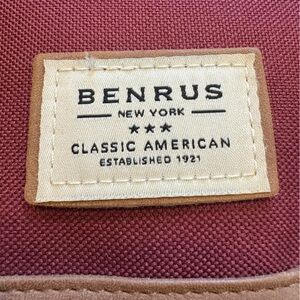 BENRUS
NEW YORK
★★★
CLASSIC AMERICAN
ESTABLISHED 1921